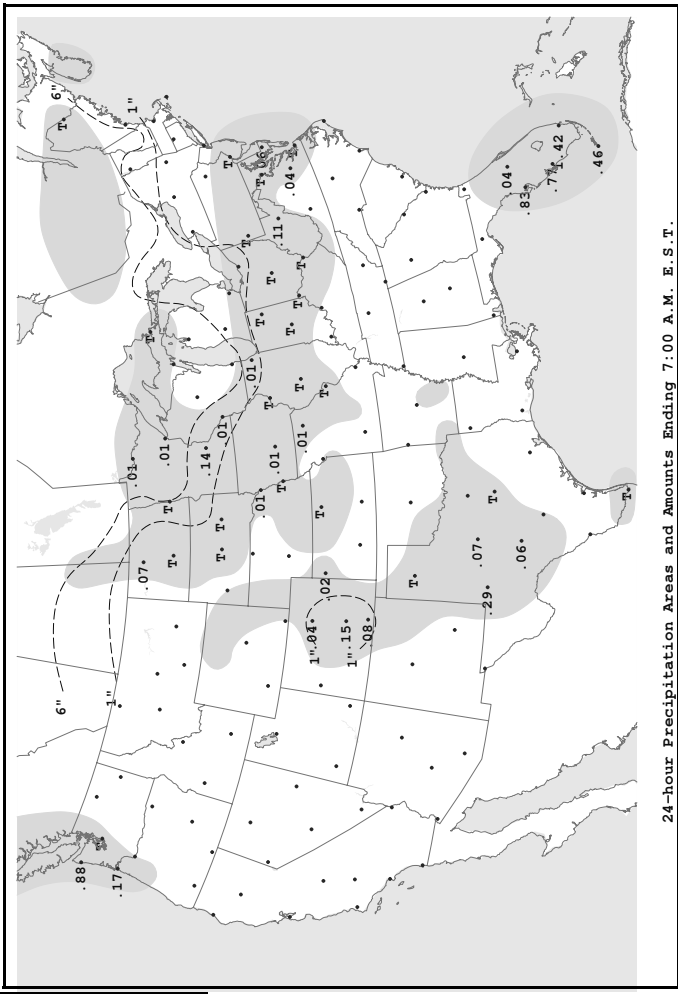 6"
6"
T
.88
1"
.17
1"
.01
.07
T
.01
T
T
.14
T
T
.01
T
T
.01
.01
T
.06
T
T
T
.01
.11
T
.04
T
T
T
T
.01
1" .04
T
T
.02
1" .15
.08
T
.07
.29
T
.04
.06
.83
.71
.42
.46
T
24-hour Precipitation Areas and Amounts Ending 7:00 A.M. E.S.T.